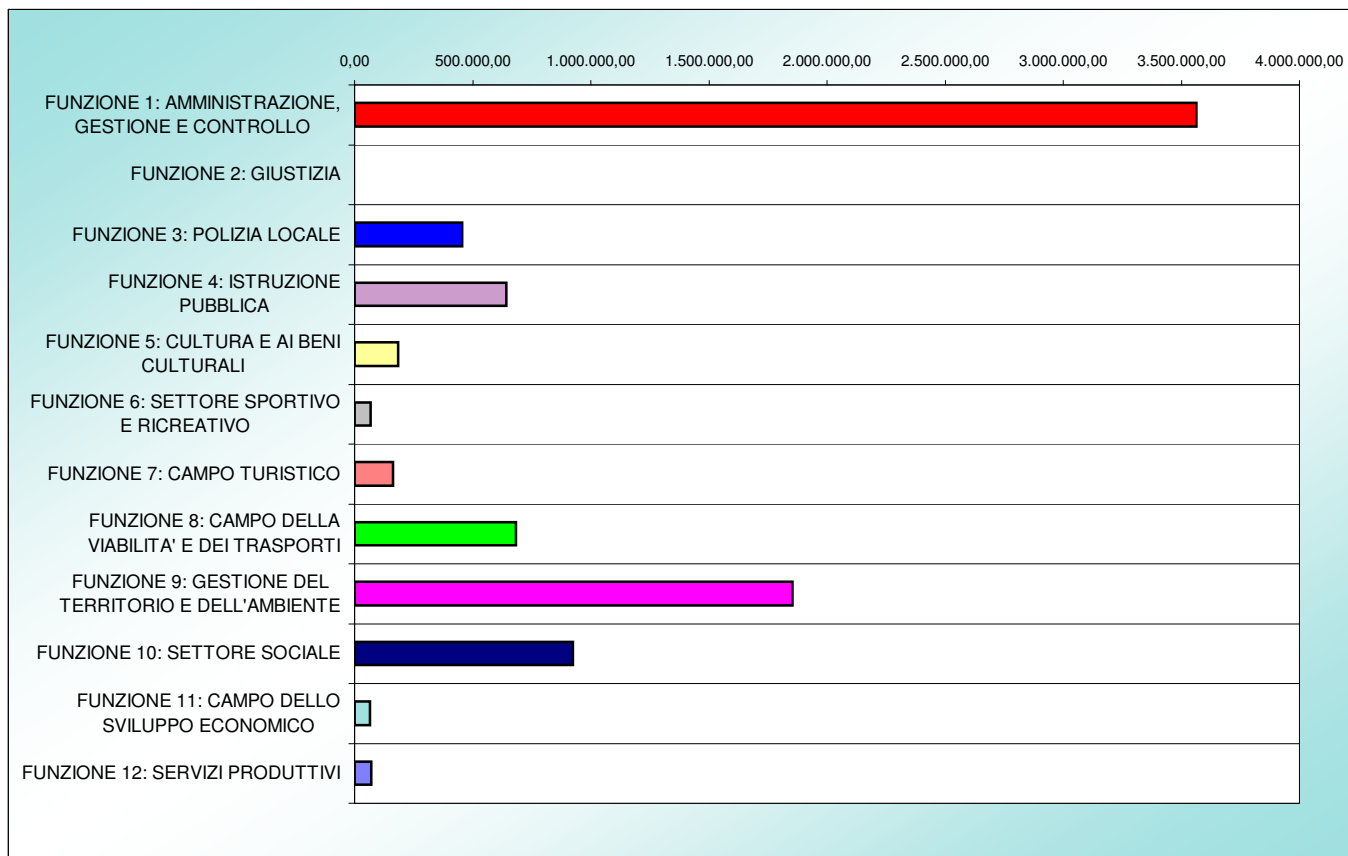 0,00 500.000,00 1.000.000,00 1.500.000,00 2.000.000,00 2.500.000,00 3.000.000,00 3.500.000,00 4.000.000,00
FUNZIONE 1: AMMINISTRAZIONE,
GESTIONE E CONTROLLO
FUNZIONE 2: GIUSTIZIA
FUNZIONE 3: POLIZIA LOCALE
FUNZIONE 4: ISTRUZIONE
PUBBLICA
FUNZIONE 5: CULTURA E AI BENI
CULTURALI
FUNZIONE 6: SETTORE SPORTIVO
E RICREATIVO
FUNZIONE 7: CAMPO TURISTICO
FUNZIONE 8: CAMPO DELLA
VIABILITA' E DEI TRASPORTI
FUNZIONE 9: GESTIONE DEL
TERRITORIO E DELL'AMBIENTE
FUNZIONE 10: SETTORE SOCIALE
FUNZIONE 11: CAMPO DELLO
SVILUPPO ECONOMICO
FUNZIONE 12: SERVIZI PRODUTTIVI